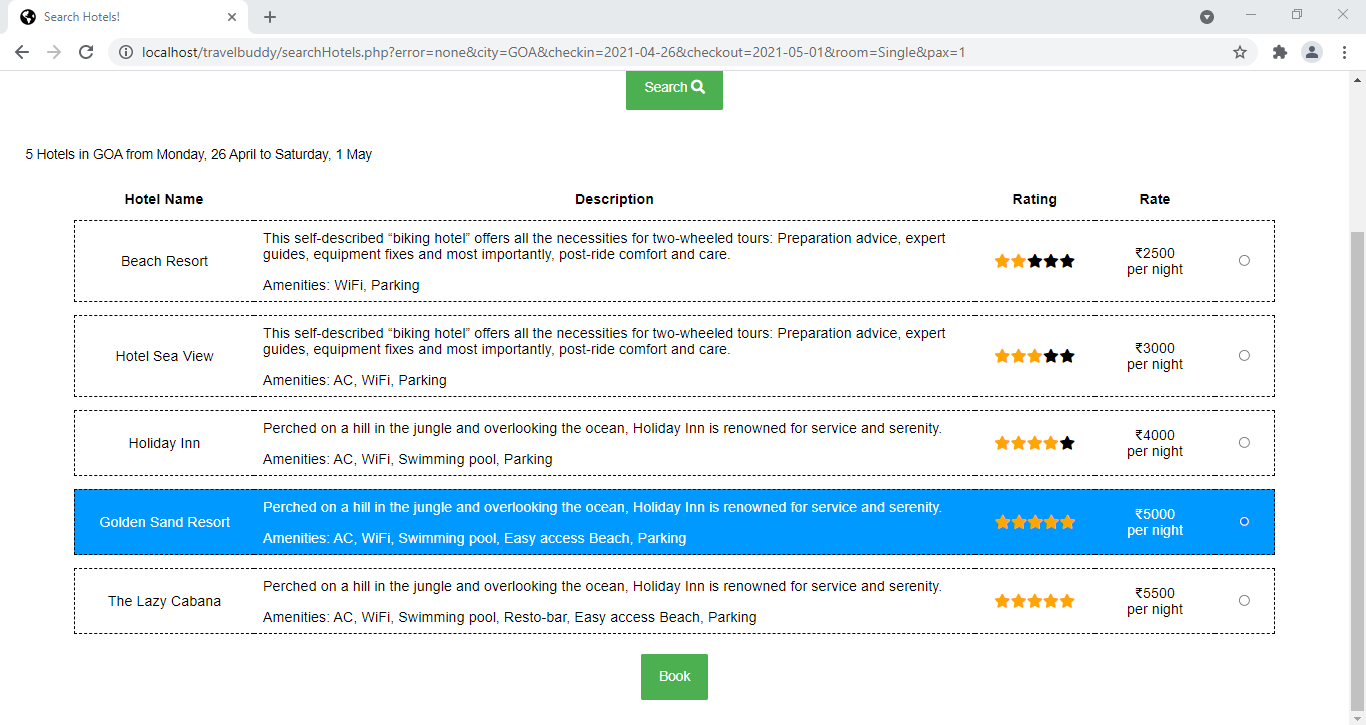 Search Hotels!
localhost/travelbuddy/searchHotels.php?error=none&city=GOA&checkin=2021-04-26&checkout=2021-05-01&room=Single&pax=1
Search
5 Hotels in GOA from Monday, 26 April to Saturday, 1 May
Hotel Name Description Rating Rate
Beach Resort
This self-described “biking hotel” offers all the necessities for two-wheeled tours: Preparation advice, expert
guides, equipment fixes and most importantly, post-ride comfort and care.
Amenities: WiFi, Parking
₹2500
per night
Hotel Sea View
This self-described “biking hotel” offers all the necessities for two-wheeled tours: Preparation advice, expert
guides, equipment fixes and most importantly, post-ride comfort and care.
Amenities: AC, WiFi, Parking
₹3000
per night
Holiday Inn
Perched on a hill in the jungle and overlooking the ocean, Holiday Inn is renowned for service and serenity.
Amenities: AC, WiFi, Swimming pool, Parking
₹4000
per night
Golden Sand Resort
Perched on a hill in the jungle and overlooking the ocean, Holiday Inn is renowned for service and serenity.
Amenities: AC, WiFi, Swimming pool, Easy access Beach, Parking
₹5000
per night
The Lazy Cabana
Perched on a hill in the jungle and overlooking the ocean, Holiday Inn is renowned for service and serenity.
Amenities: AC, WiFi, Swimming pool, Resto-bar, Easy access Beach, Parking
₹5500
per night
Book